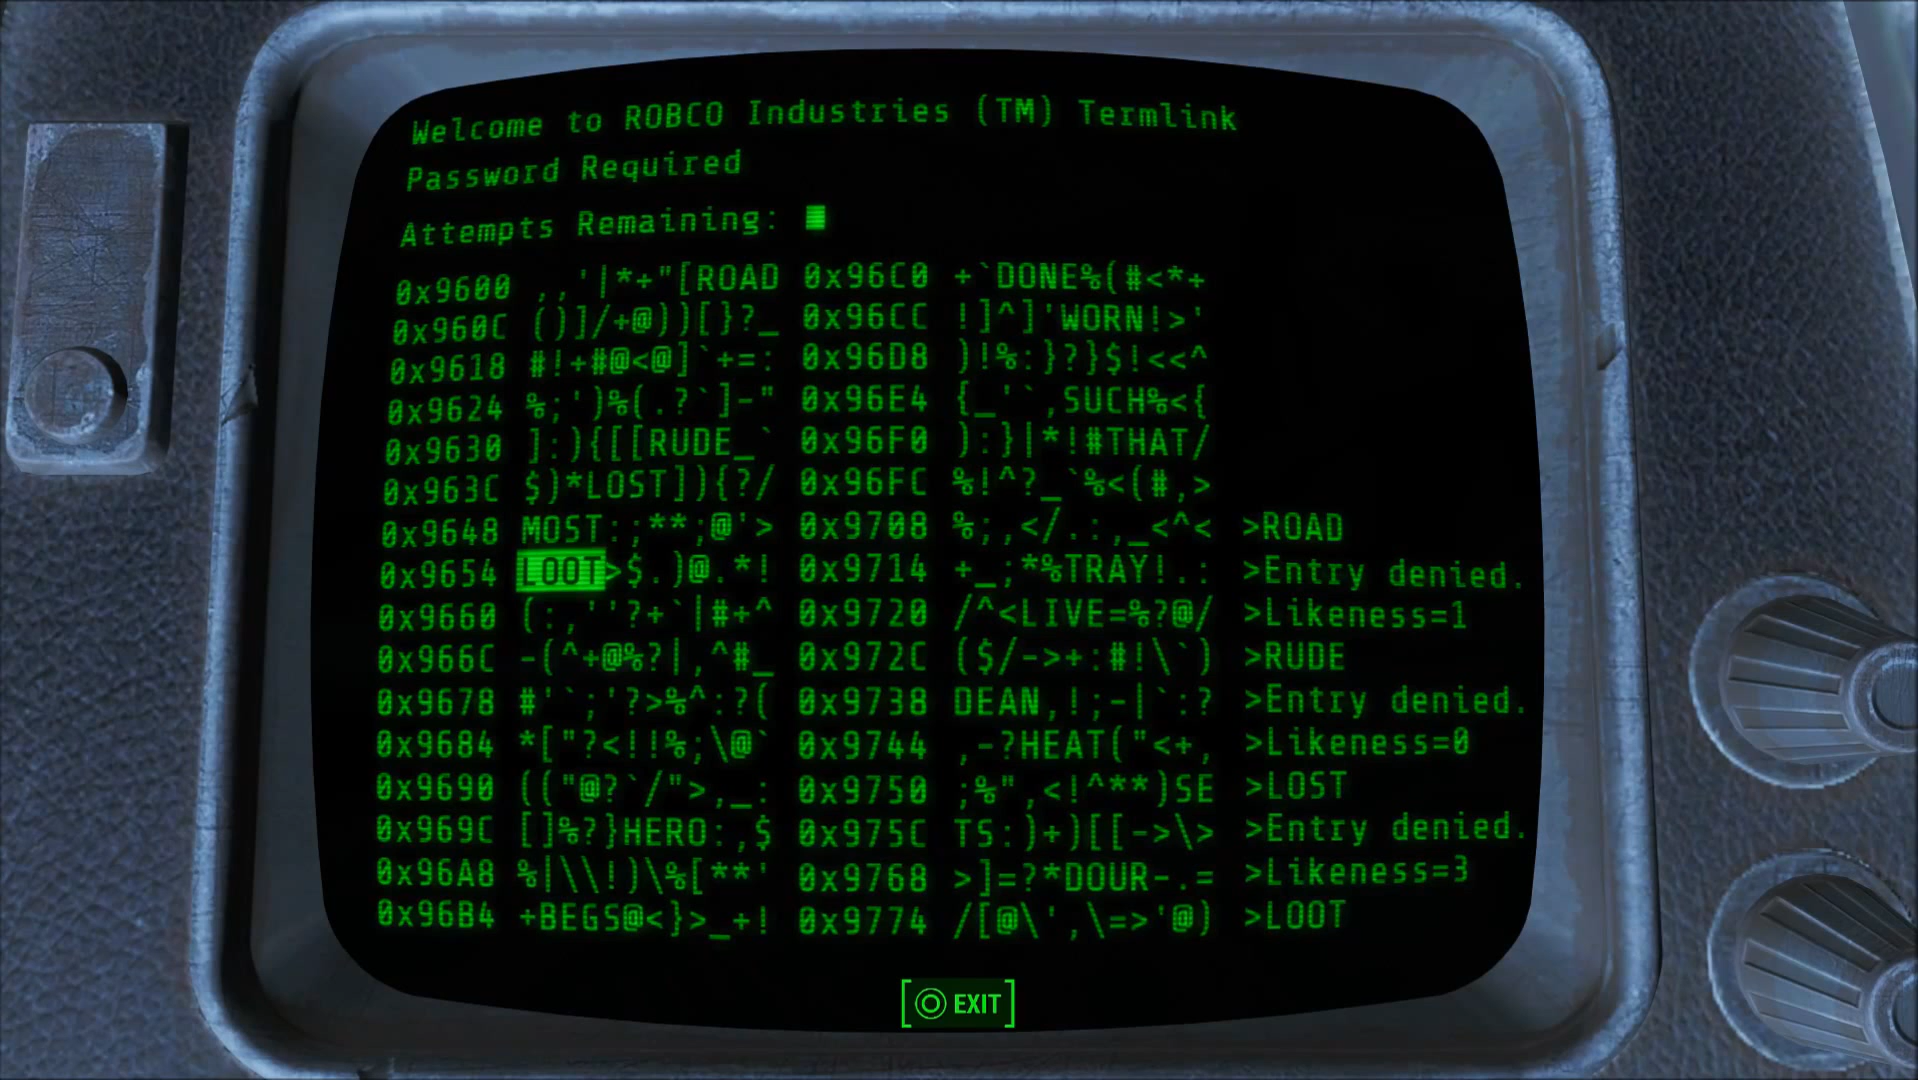 Welcome to ROBCO Industries (TM) Termlink
Password Required
Attempts Remaining: ■
0x9600 ,,'|*+"[ROAD 0x96C0 +`DONE%(#<*+
0x960C ()]/+@))[}?_ 0x96CC !]^]'WORN!>'
0x9618 #!+#@<@]`+=: 0x96D8 )!%:}?}$!<<^
0x9624 %;')%(.?`]-" 0x96E4 {_'`,SUCH%<{
0x9630 ]:){[[RUDE_` 0x96F0 ):}|*!#THAT/
0x963C $)*LOST]){?/ 0x96FC %!^?_`%<(#,>
0x9648 MOST:;**;@'> 0x9708 %;,</.:,_<^< >ROAD
0x9654 LOOT>$.)@.*! 0x9714 +_;*%TRAY!.: >Entry denied.
0x9660 (:,''?+`|#+^ 0x9720 /^<LIVE=%?@/ >Likeness=1
0x966C -(^+@%?|,^#_ 0x972C ($/->+:#!\`) >RUDE
0x9678 #'`;'?>%^:?( 0x9738 DEAN,!;-|`:? >Entry denied.
0x9684 *["?<!!%;\@` 0x9744 ,-?HEAT("<+, >Likeness=0
0x9690 (("@?`/">,_: 0x9750 ;%",<!^**)SE >LOST
0x969C []%?}HERO:,$ 0x975C TS:)+)[[->\> >Entry denied.
0x96A8 %|\\!)\%[**' 0x9768 >]=?*DOUR-.= >Likeness=3
0x96B4 +BEGS@<}>_+! 0x9774 /[@\',\=>'@) >LOOT
EXIT